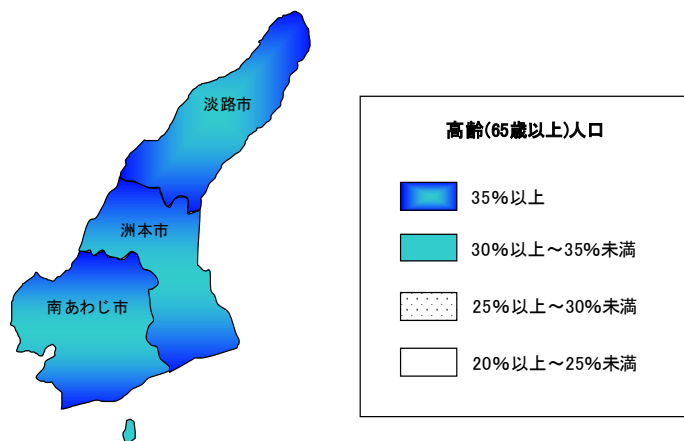 淡路市
洲本市
南あわじ市
高齢(65歳以上)人口
35%以上
30%以上～35%未満
25%以上～30%未満
20%以上～25%未満